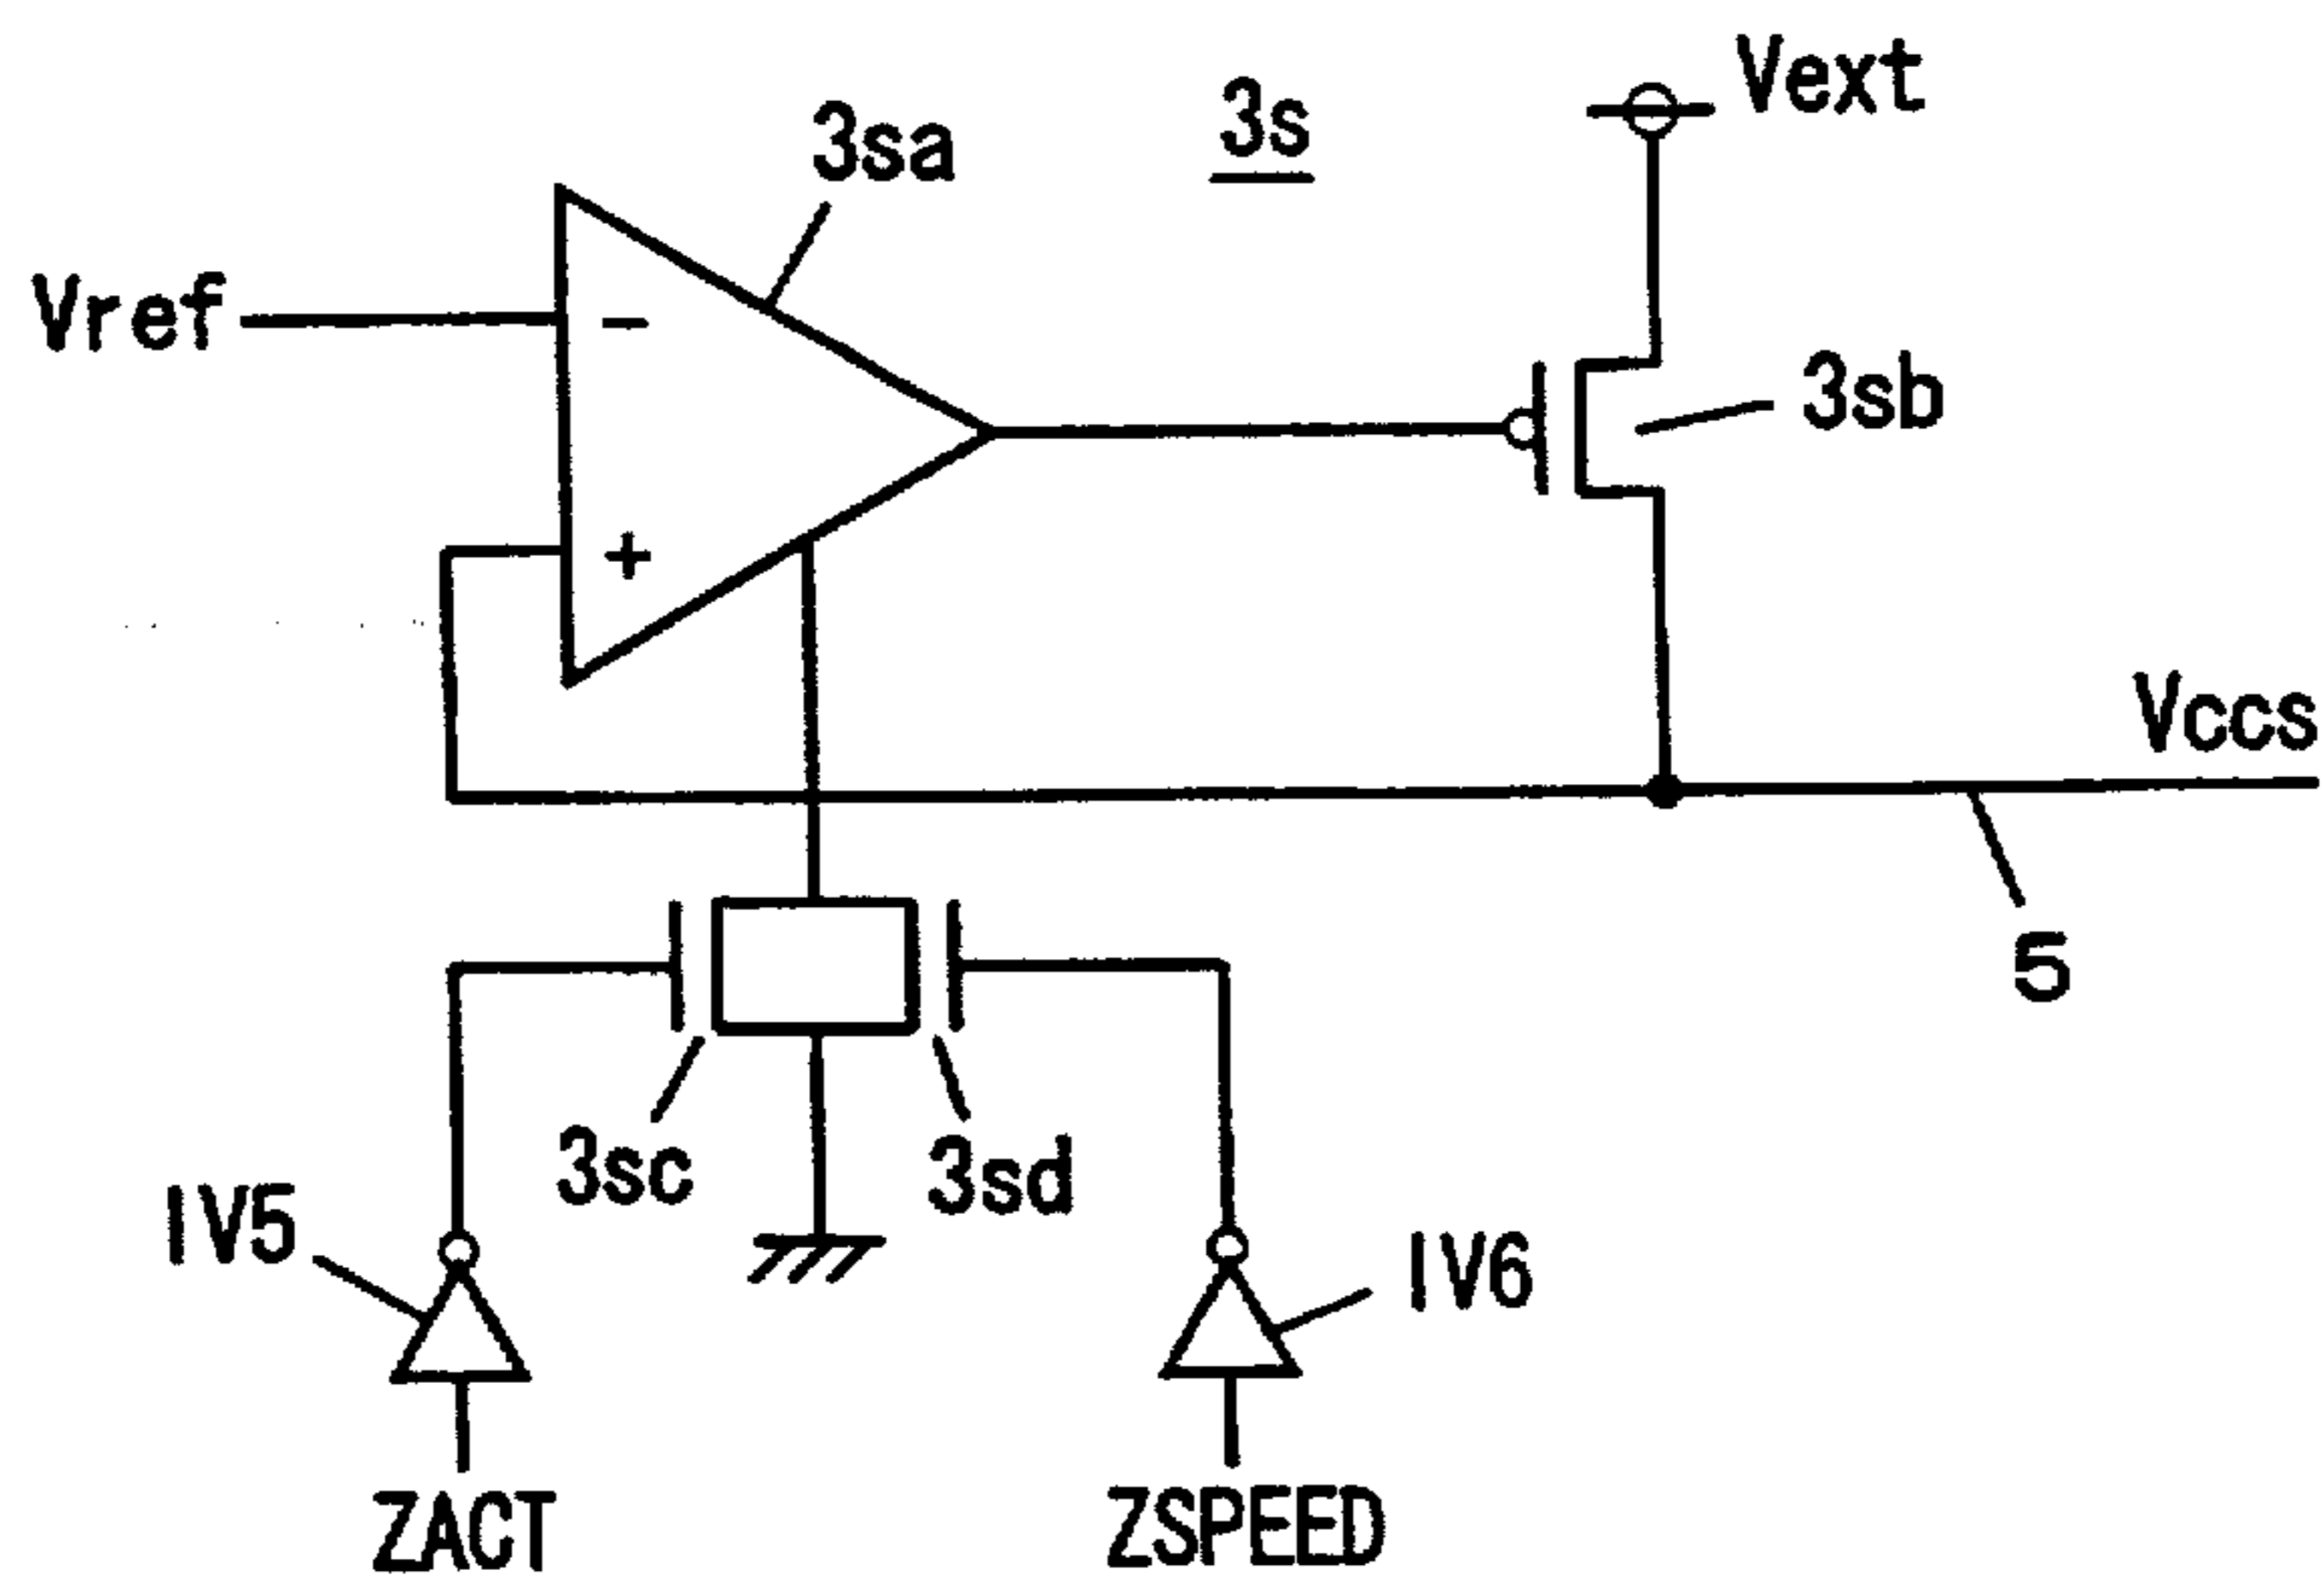 Vext
3sa
3s
Vref
-
3sb
+
Vccs
5
3sc
3sd
IV5
IV6
ZACT
ZSPEED